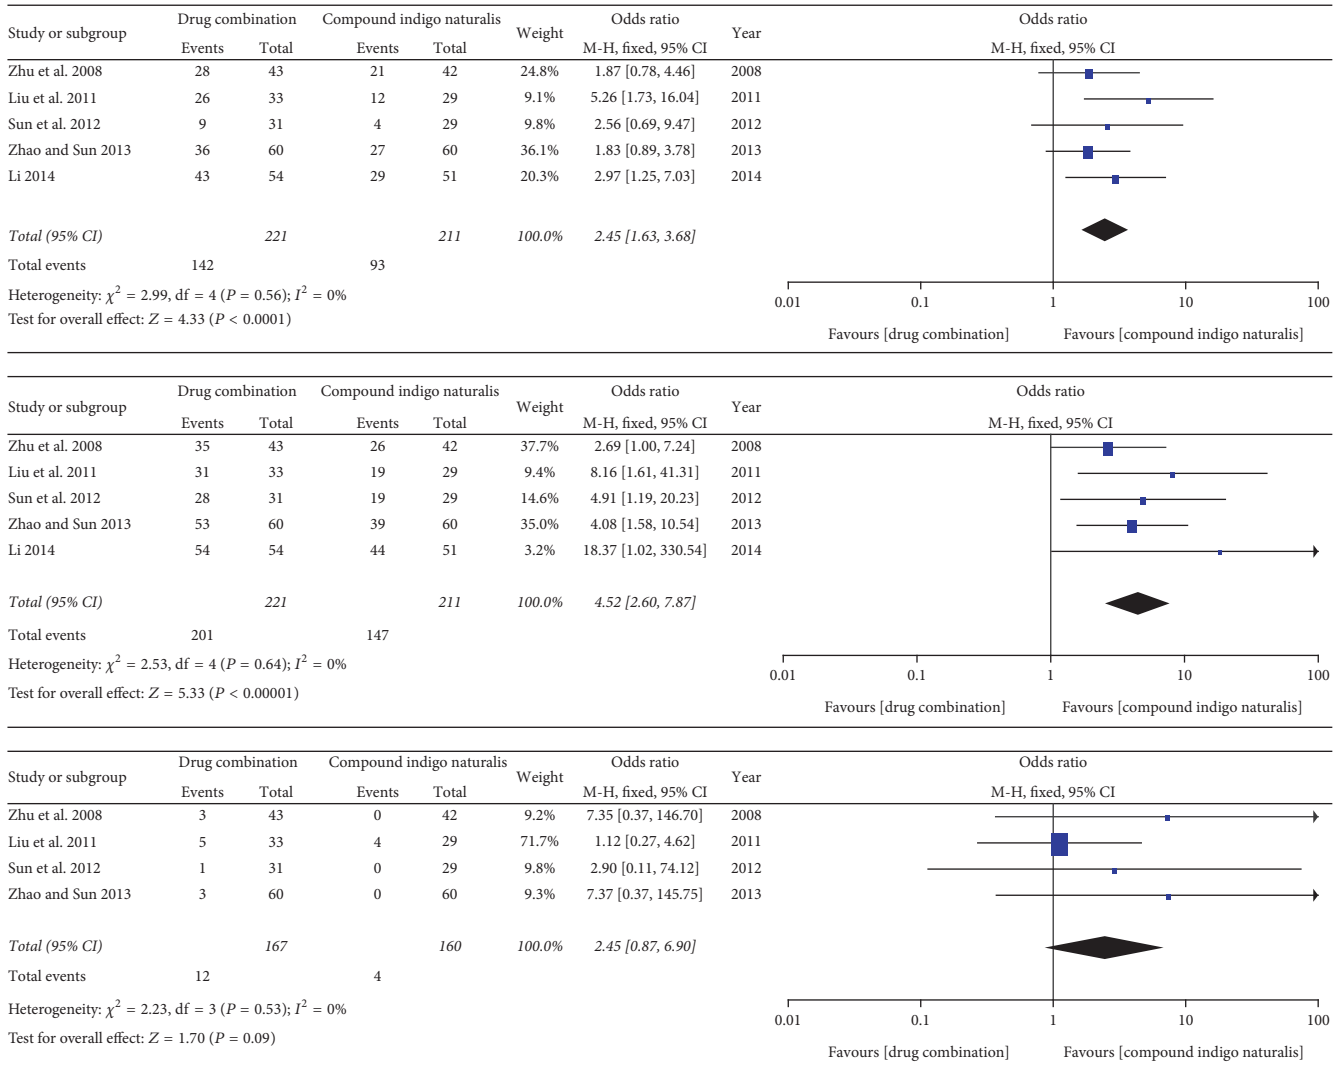 Study or subgroup Drug combination Compound indigo naturalis Weight Odds ratio Year Odds ratio
Events Total Events Total M-H, fixed, 95% CI M-H, fixed, 95% CI
Zhu et al. 2008 28 43 21 42 24.8% 1.87 [0.78, 4.46] 2008
Liu et al. 2011 26 33 12 29 9.1% 5.26 [1.73, 16.04] 2011
Sun et al. 2012 9 31 4 29 9.8% 2.56 [0.69, 9.47] 2012
Zhao and Sun 2013 36 60 27 60 36.1% 1.83 [0.89, 3.78] 2013
Li 2014 43 54 29 51 20.3% 2.97 [1.25, 7.03] 2014
Total (95% CI) 221 211 100.0% 2.45 [1.63, 3.68]
Total events 142 93
Heterogeneity: χ² = 2.99, df = 4 (P = 0.56); I² = 0%
Test for overall effect: Z = 4.33 (P < 0.0001)
0.01 0.1 1 10 100
Favours [drug combination] Favours [compound indigo naturalis]
Study or subgroup Drug combination Compound indigo naturalis Weight Odds ratio Year Odds ratio
Events Total Events Total M-H, fixed, 95% CI M-H, fixed, 95% CI
Zhu et al. 2008 35 43 26 42 37.7% 2.69 [1.00, 7.24] 2008
Liu et al. 2011 31 33 19 29 9.4% 8.16 [1.61, 41.31] 2011
Sun et al. 2012 28 31 19 29 14.6% 4.91 [1.19, 20.23] 2012
Zhao and Sun 2013 53 60 39 60 35.0% 4.08 [1.58, 10.54] 2013
Li 2014 54 54 44 51 3.2% 18.37 [1.02, 330.54] 2014
Total (95% CI) 221 211 100.0% 4.52 [2.60, 7.87]
Total events 201 147
Heterogeneity: χ² = 2.53, df = 4 (P = 0.64); I² = 0%
Test for overall effect: Z = 5.33 (P < 0.00001)
0.01 0.1 1 10 100
Favours [drug combination] Favours [compound indigo naturalis]
Study or subgroup Drug combination Compound indigo naturalis Weight Odds ratio Year Odds ratio
Events Total Events Total M-H, fixed, 95% CI M-H, fixed, 95% CI
Zhu et al. 2008 3 43 0 42 9.2% 7.35 [0.37, 146.70] 2008
Liu et al. 2011 5 33 4 29 71.7% 1.12 [0.27, 4.62] 2011
Sun et al. 2012 1 31 0 29 9.8% 2.90 [0.11, 74.12] 2012
Zhao and Sun 2013 3 60 0 60 9.3% 7.37 [0.37, 145.75] 2013
Total (95% CI) 167 160 100.0% 2.45 [0.87, 6.90]
Total events 12 4
Heterogeneity: χ² = 2.23, df = 3 (P = 0.53); I² = 0%
Test for overall effect: Z = 1.70 (P = 0.09)
0.01 0.1 1 10 100
Favours [drug combination] Favours [compound indigo naturalis]